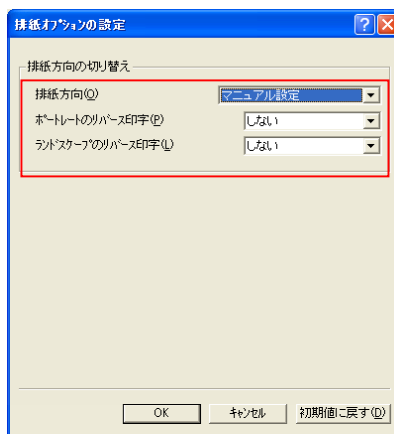 排紙ｵﾌﾟｼｮﾝの設定
排紙方向の切り替え
排紙方向(O) マニュアル設定
ﾎﾟｰﾄﾚｰﾄのﾘﾊﾞｰｽ印字(P) しない
ﾗﾝﾄﾞｽｹｰﾌﾟのﾘﾊﾞｰｽ印字(L) しない
OK ｷｬﾝｾﾙ 初期値に戻す(D)